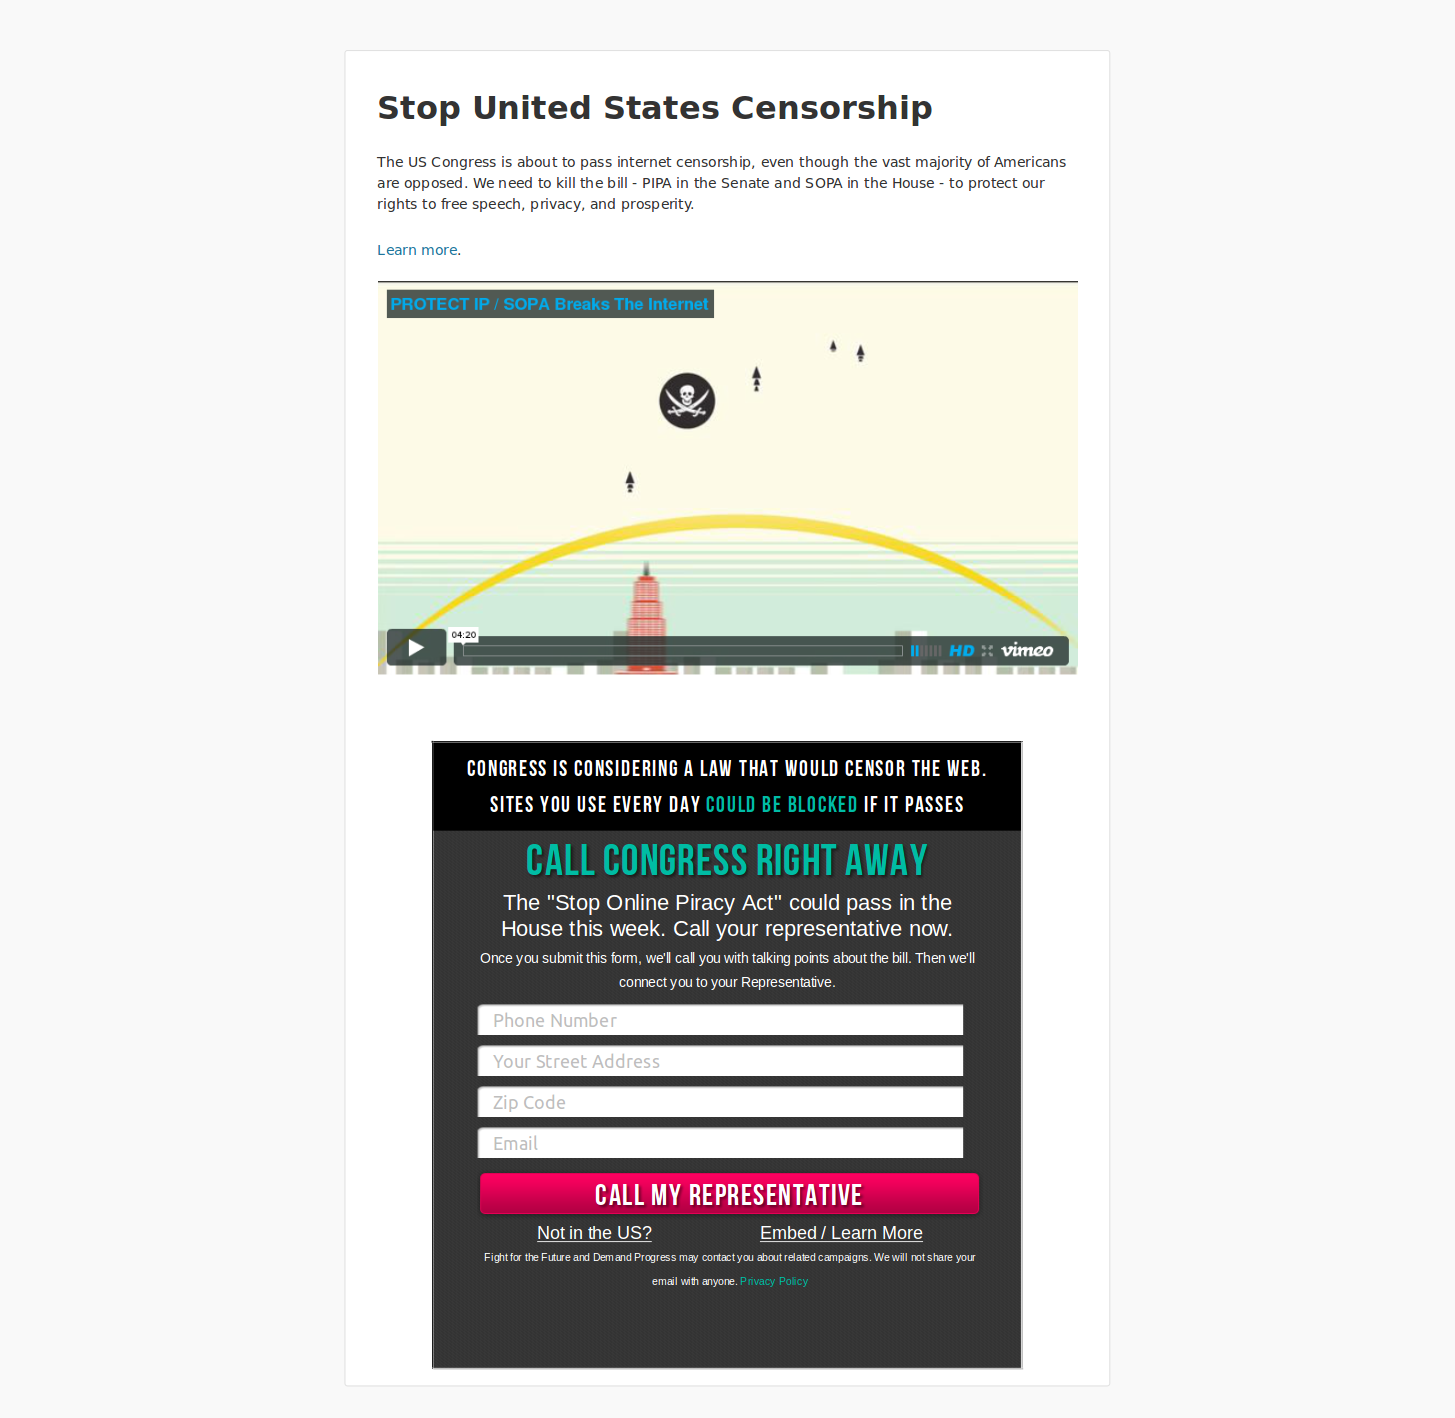 Stop United States Censorship
The US Congress is about to pass internet censorship, even though the vast majority of Americans
are opposed. We need to kill the bill - PIPA in the Senate and SOPA in the House - to protect our
rights to free speech, privacy, and prosperity.
Learn more.
PROTECT IP / SOPA Breaks The Internet
04:20
HD vimeo
CONGRESS IS CONSIDERING A LAW THAT WOULD CENSOR THE WEB.
SITES YOU USE EVERY DAY COULD BE BLOCKED IF IT PASSES
CALL CONGRESS RIGHT AWAY
The "Stop Online Piracy Act" could pass in the
House this week. Call your representative now.
Once you submit this form, we'll call you with talking points about the bill. Then we'll
connect you to your Representative.
Phone Number
Your Street Address
Zip Code
Email
CALL MY REPRESENTATIVE
Not in the US? Embed / Learn More
Fight for the Future and Demand Progress may contact you about related campaigns. We will not share your
email with anyone. Privacy Policy